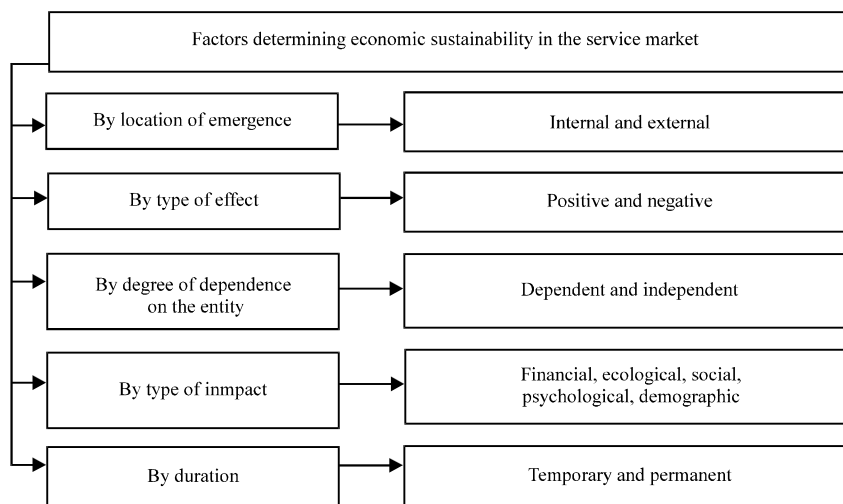 Factors determining economic sustainability in the service market
By location of emergence
Internal and external
By type of effect
Positive and negative
By degree of dependence
on the entity
Dependent and independent
By type of inmpact
Financial, ecological, social,
psychological, demographic
By duration
Temporary and permanent